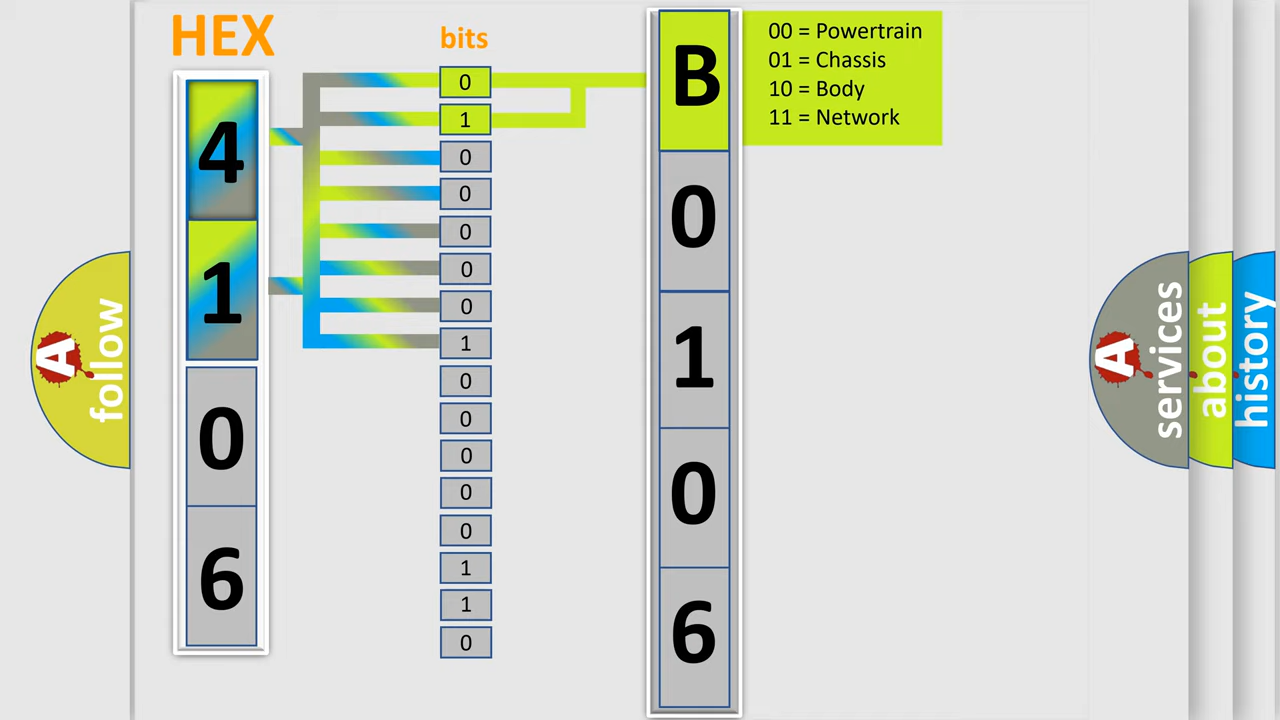 HEX
4
1
0
6
bits
0
1
0
0
0
0
0
1
0
0
0
0
0
1
1
0
B
0
1
0
6
00 = Powertrain
01 = Chassis
10 = Body
11 = Network
A
follow
A
services
about
history